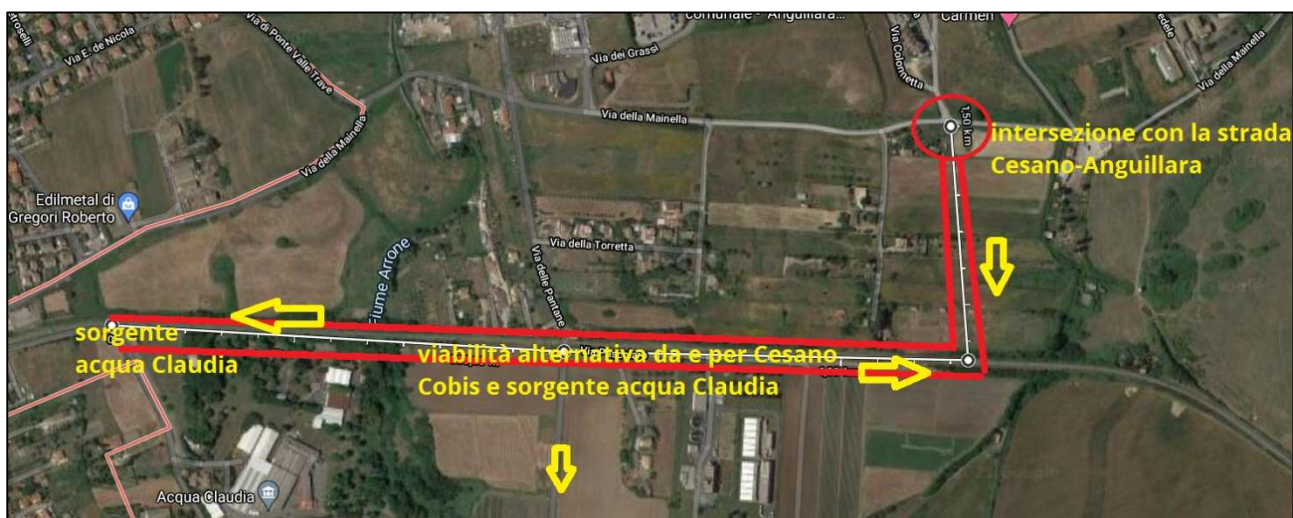 Via E. de Nicola
Via di Ponte Valle Trave
Via dei Grassi
comunale - Anguillara...
Carmen
Via Colonnetta
Via della Mainella
Via della Mainella
Via della Mainella
1,50 km
intersezione con la strada
Cesano-Anguillara
Edilmetal di
Gregori Roberto
Fiume Arrone
Via della Torretta
Via delle Pantane
sorgente
acqua Claudia
viabilità alternativa da e per Cesano
Cobis e sorgente acqua Claudia
Acqua Claudia